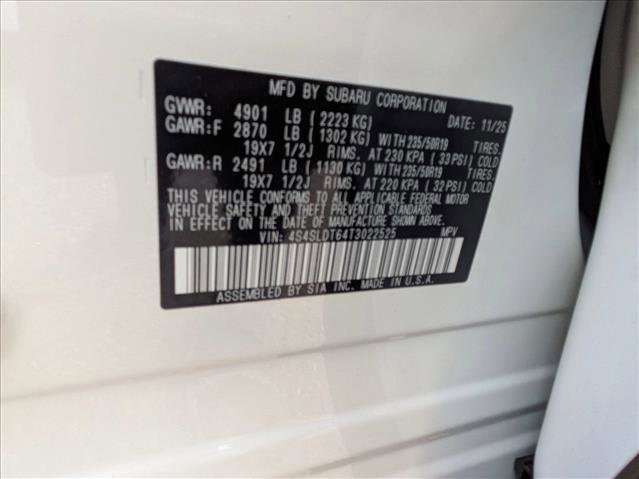 MFD BY SUBARU CORPORATION
GVWR: 4901 LB (2223 KG) DATE: 11/25
GAWR:F 2870 LB (1302 KG) WITH 235/50R19 TIRES,
19X7 1/2J RIMS. AT 230 KPA (33 PSI) COLD
GAWR:R 2491 LB (1130 KG) WITH 235/50R19 TIRES,
19X7 1/2J RIMS. AT 220 KPA (32 PSI) COLD
THIS VEHICLE CONFORMS TO ALL APPLICABLE FEDERAL MOTOR
VEHICLE SAFETY AND THEFT PREVENTION STANDARDS
IN EFFECT ON THE DATE OF MANUFACTURE SHOWN ABOVE.
VIN: 4S4SLDT64T3022525 MPV
ASSEMBLED BY SIA INC. MADE IN U.S.A.